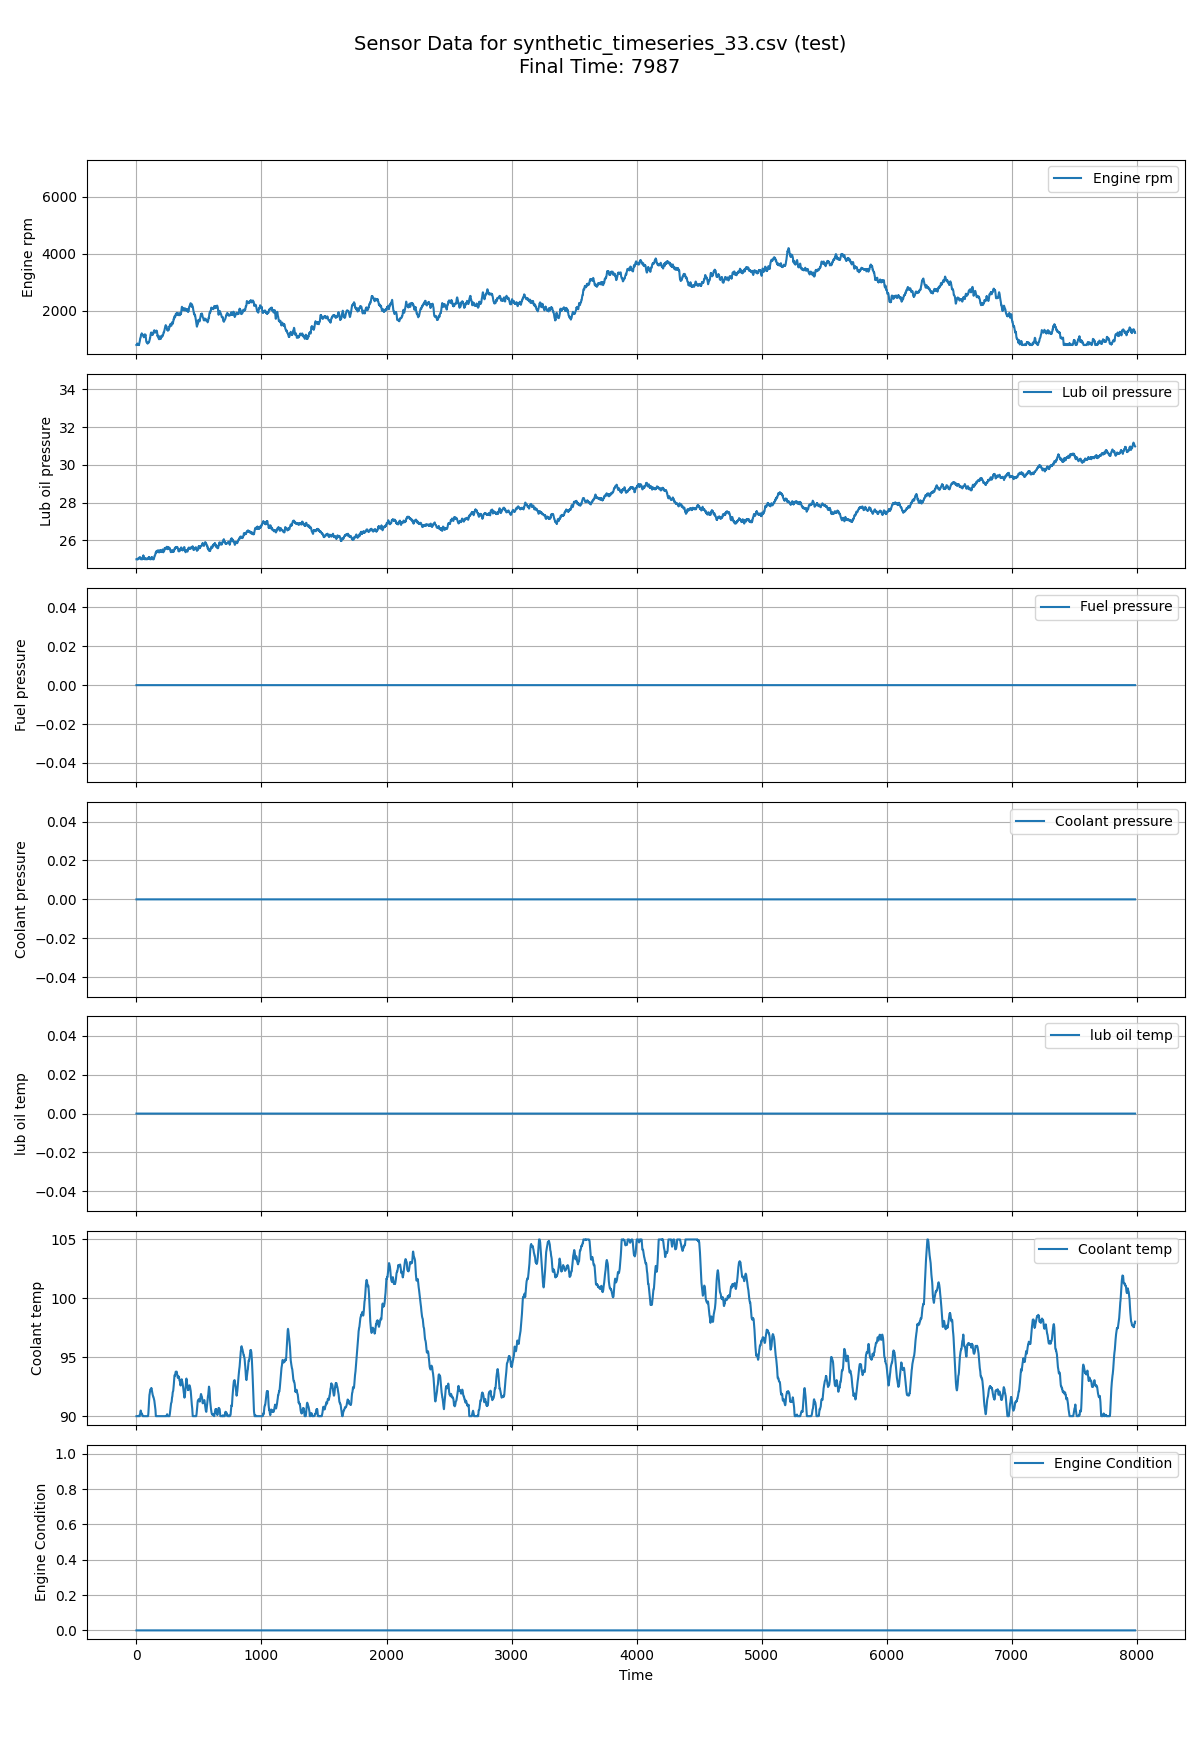 Sensor Data for synthetic_timeseries_33.csv (test)
Final Time: 7987
Engine rpm
6000
4000
2000
Engine rpm
Lub oil pressure
34
32
30
28
26
Lub oil pressure
Fuel pressure
0.04
0.02
0.00
−0.02
−0.04
Fuel pressure
Coolant pressure
0.04
0.02
0.00
−0.02
−0.04
Coolant pressure
lub oil temp
0.04
0.02
0.00
−0.02
−0.04
lub oil temp
Coolant temp
105
100
95
90
Coolant temp
Engine Condition
1.0
0.8
0.6
0.4
0.2
0.0
Engine Condition
0 1000 2000 3000 4000 5000 6000 7000 8000
Time